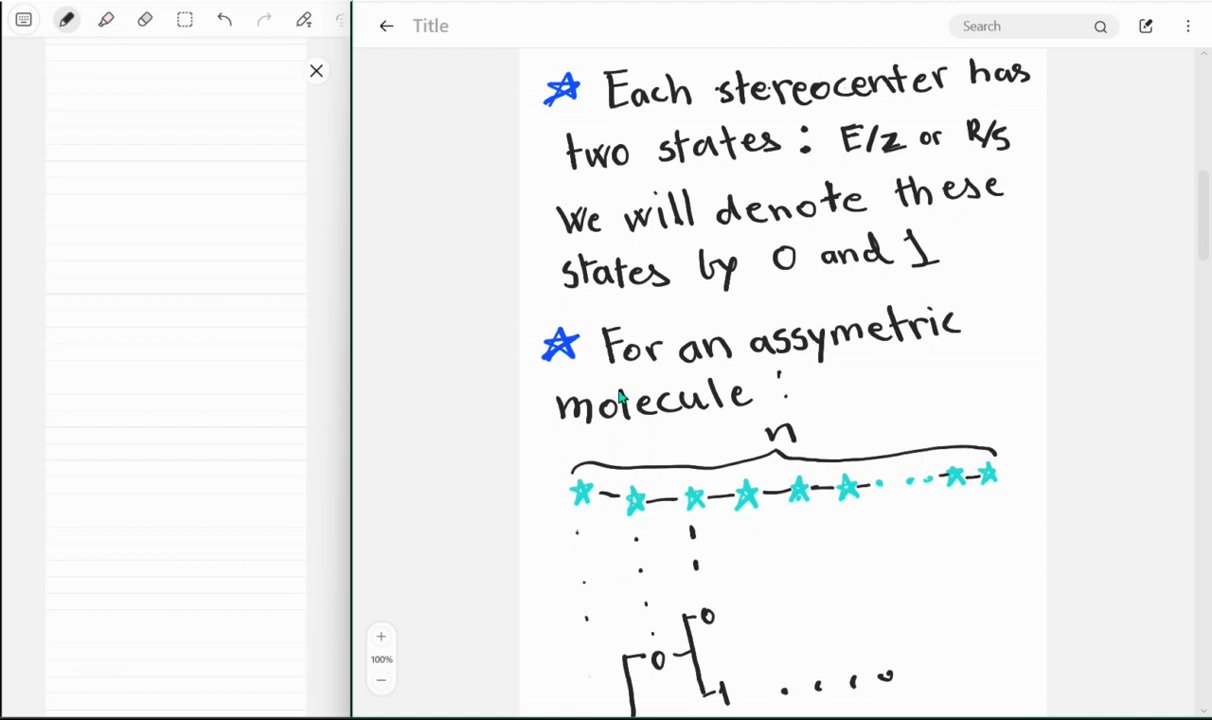 Title
Search
Each stereocenter has
two states : E/z or R/S
We will denote these
states by 0 and 1
For an assymetric
molecule :
n
0
0
1
100%